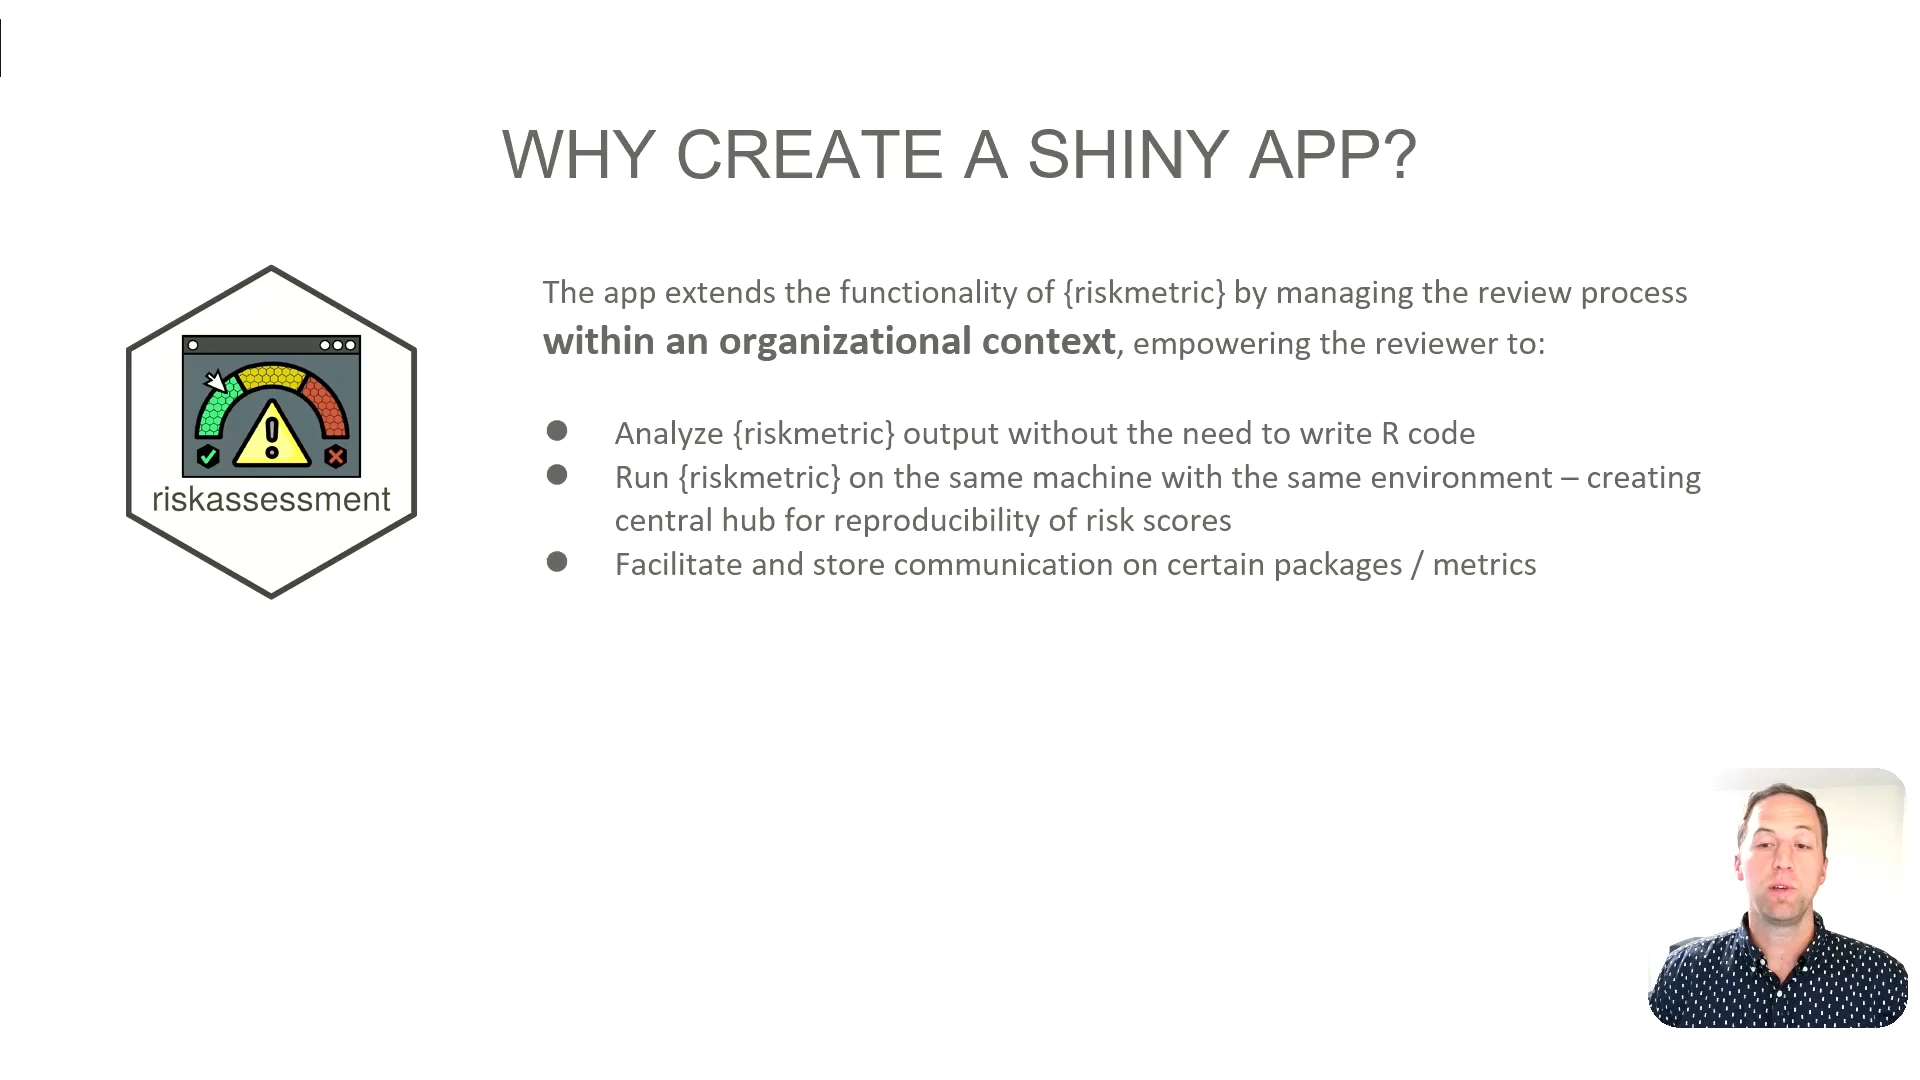 WHY CREATE A SHINY APP?
The app extends the functionality of {riskmetric} by managing the review process
within an organizational context, empowering the reviewer to:
● Analyze {riskmetric} output without the need to write R code
● Run {riskmetric} on the same machine with the same environment – creating
central hub for reproducibility of risk scores
● Facilitate and store communication on certain packages / metrics
riskassessment